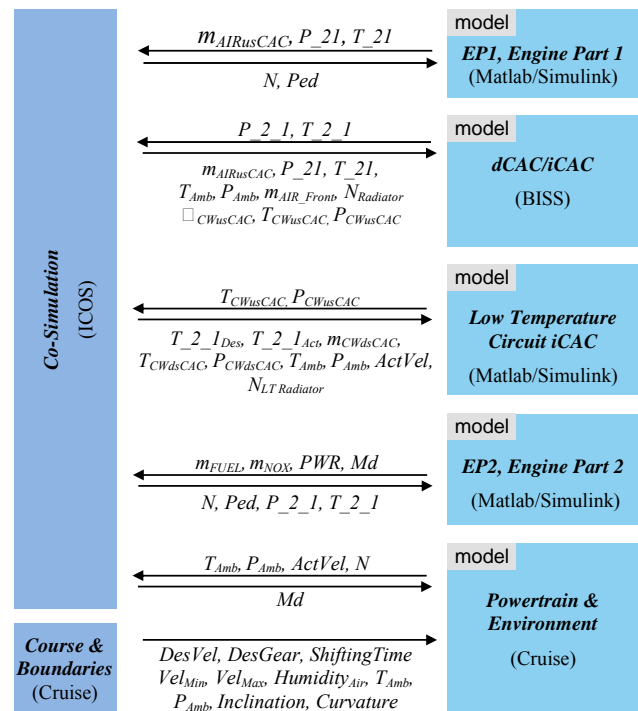 m_AIRusCAC, P_21, T_21
N, Ped
model
EP1, Engine Part 1
(Matlab/Simulink)
P_2_1, T_2_1
m_AIRusCAC, P_21, T_21,
T_Amb, P_Amb, m_AIR_Front, N_Radiator
□_CWusCAC, T_CWusCAC, P_CWusCAC
model
dCAC/iCAC
(BISS)
Co-Simulation
(ICOS)
T_CWusCAC, P_CWusCAC
T_2_1_Des, T_2_1_Act, m_CWdsCAC,
T_CWdsCAC, P_CWdsCAC, T_Amb, P_Amb, ActVel,
N_LT Radiator
model
Low Temperature
Circuit iCAC
(Matlab/Simulink)
m_FUEL, m_NOX, PWR, Md
N, Ped, P_2_1, T_2_1
model
EP2, Engine Part 2
(Matlab/Simulink)
T_Amb, P_Amb, ActVel, N
Md
model
Powertrain &
Environment
(Cruise)
Course &
Boundaries
(Cruise)
DesVel, DesGear, ShiftingTime
Vel_Min, Vel_Max, Humidity_Air, T_Amb,
P_Amb, Inclination, Curvature